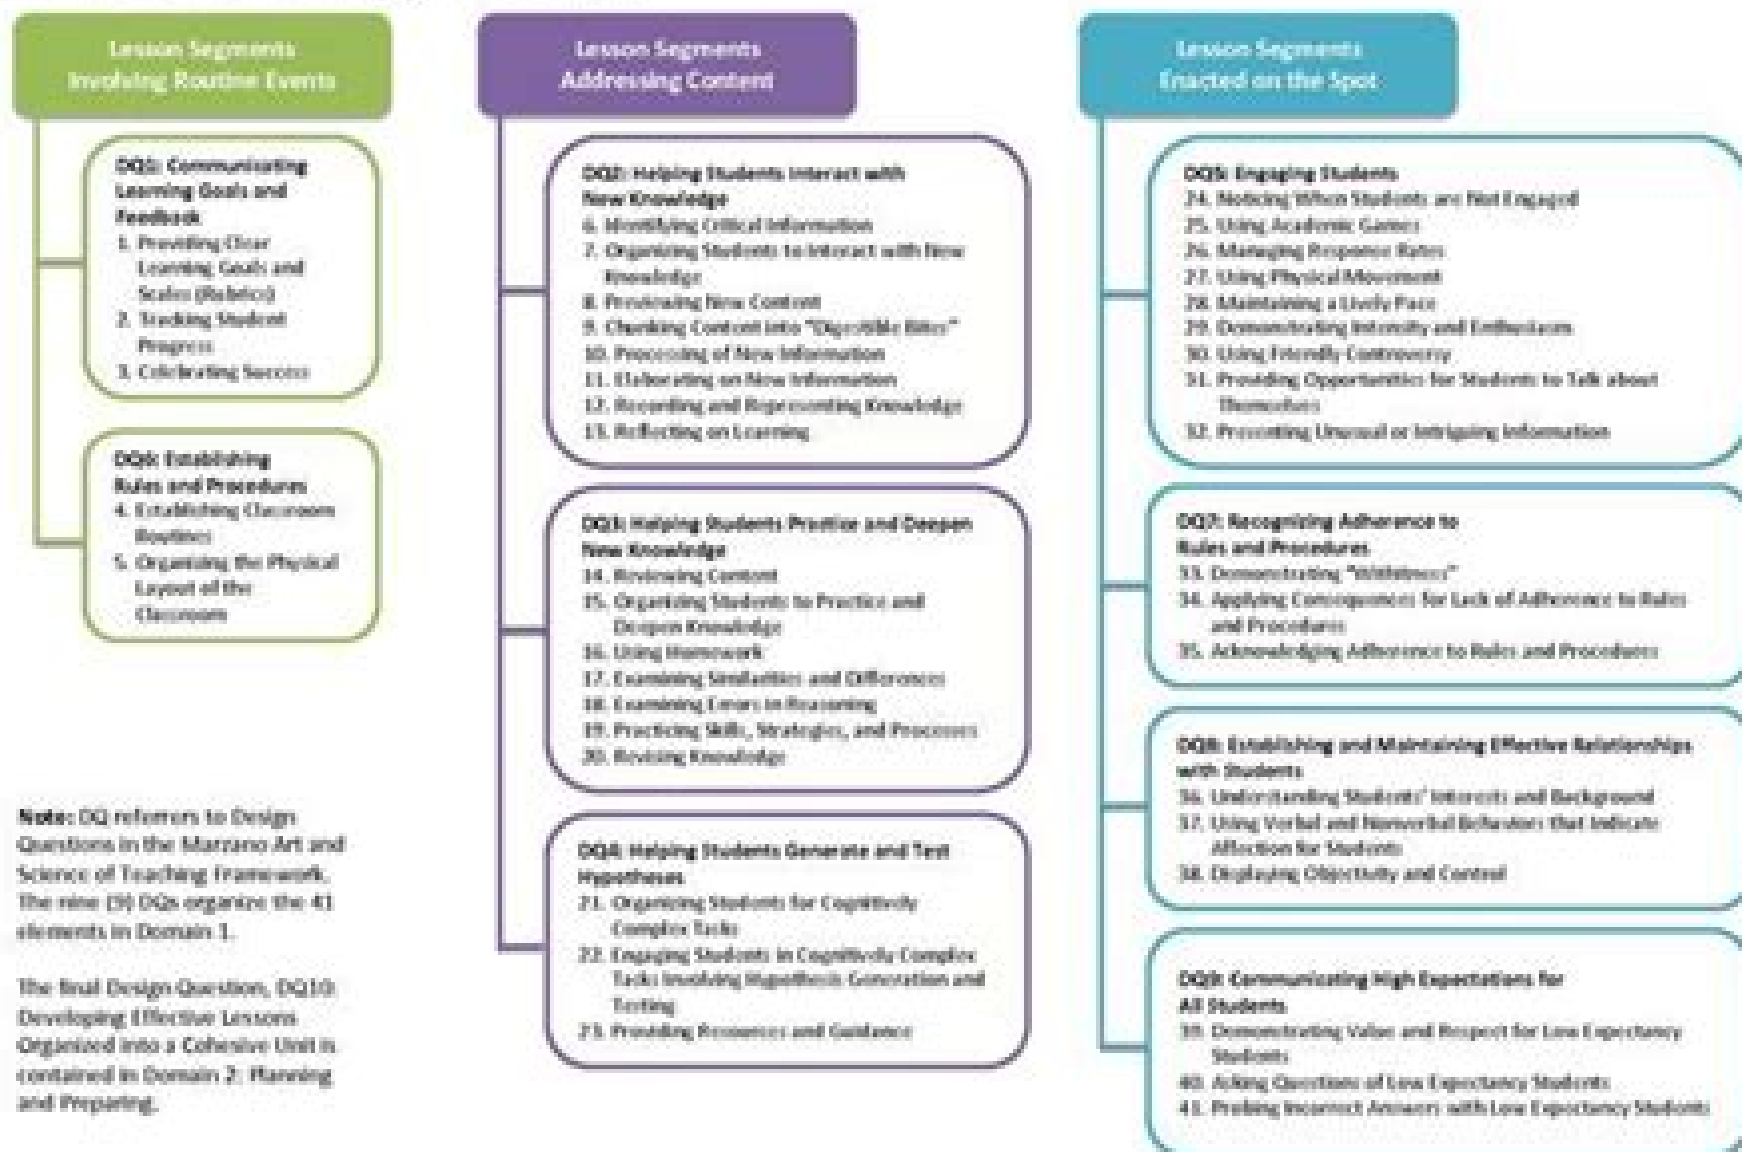 Lesson Segments
Involving Routine Events
DQ1: Communicating
Learning Goals and
Feedback
1. Providing Clear
Learning Goals and
Scales (Rubrics)
2. Tracking Student
Progress
3. Celebrating Success
DQ6: Establishing
Rules and Procedures
4. Establishing Classroom
Routines
5. Organizing the Physical
Layout of the
Classroom
Note: DQ referrers to Design
Questions in the Marzano Art and
Science of Teaching Framework.
The nine (9) DQs organize the 41
elements in Domain 1.
The final Design Question, DQ10:
Developing Effective Lessons
Organized into a Cohesive Unit is
contained in Domain 2: Planning
and Preparing.
Lesson Segments
Addressing Content
DQ2: Helping Students Interact with
New Knowledge
6. Identifying Critical Information
7. Organizing Students to Interact with New
Knowledge
8. Previewing New Content
9. Chunking Content into "Digestible Bites"
10. Processing of New Information
11. Elaborating on New Information
12. Recording and Representing Knowledge
13. Reflecting on Learning
DQ3: Helping Students Practice and Deepen
New Knowledge
14. Reviewing Content
15. Organizing Students to Practice and
Deepen Knowledge
16. Using Homework
17. Examining Similarities and Differences
18. Examining Errors in Reasoning
19. Practicing Skills, Strategies, and Processes
20. Revising Knowledge
DQ4: Helping Students Generate and Test
Hypotheses
21. Organizing Students for Cognitively
Complex Tasks
22. Engaging Students in Cognitively Complex
Tasks Involving Hypothesis Generation and
Testing
23. Providing Resources and Guidance
Lesson Segments
Enacted on the Spot
DQ5: Engaging Students
24. Noticing When Students are Not Engaged
25. Using Academic Games
26. Managing Response Rates
27. Using Physical Movement
28. Maintaining a Lively Pace
29. Demonstrating Intensity and Enthusiasm
30. Using Friendly Controversy
31. Providing Opportunities for Students to Talk about
Themselves
32. Presenting Unusual or Intriguing Information
DQ7: Recognizing Adherence to
Rules and Procedures
33. Demonstrating "Withitness"
34. Applying Consequences for Lack of Adherence to Rules
and Procedures
35. Acknowledging Adherence to Rules and Procedures
DQ8: Establishing and Maintaining Effective Relationships
with Students
36. Understanding Students' Interests and Background
37. Using Verbal and Nonverbal Behaviors that Indicate
Affection for Students
38. Displaying Objectivity and Control
DQ9: Communicating High Expectations for
All Students
39. Demonstrating Value and Respect for Low Expectancy
Students
40. Asking Questions of Low Expectancy Students
41. Probing Incorrect Answers with Low Expectancy Students